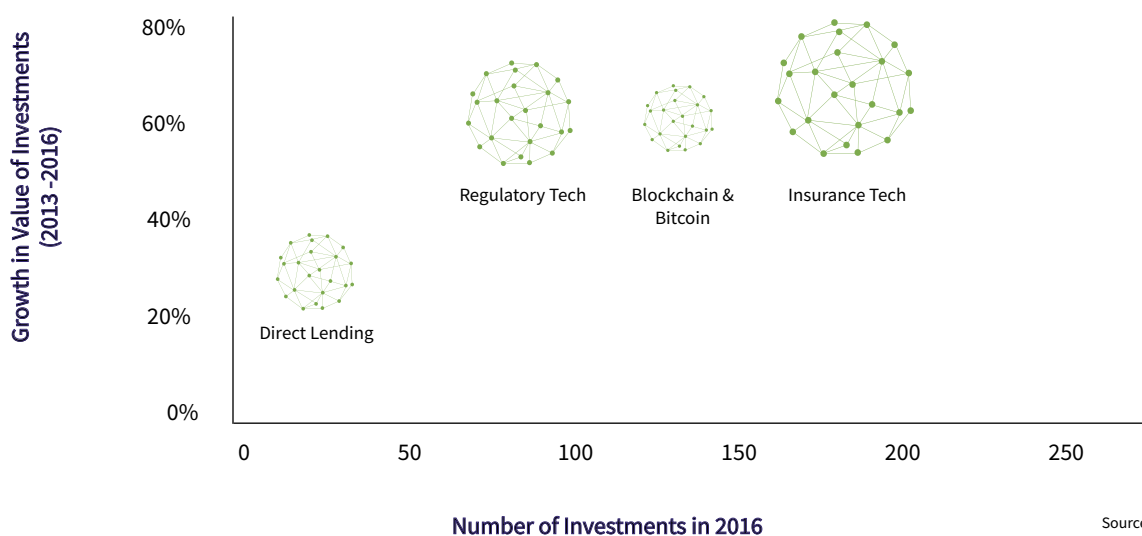 Growth in Value of Investments
(2013 -2016)
80%
60%
40%
20%
0%
Regulatory Tech
Blockchain &
Bitcoin
Insurance Tech
Direct Lending
0
50
100
150
200
250
Number of Investments in 2016
Source